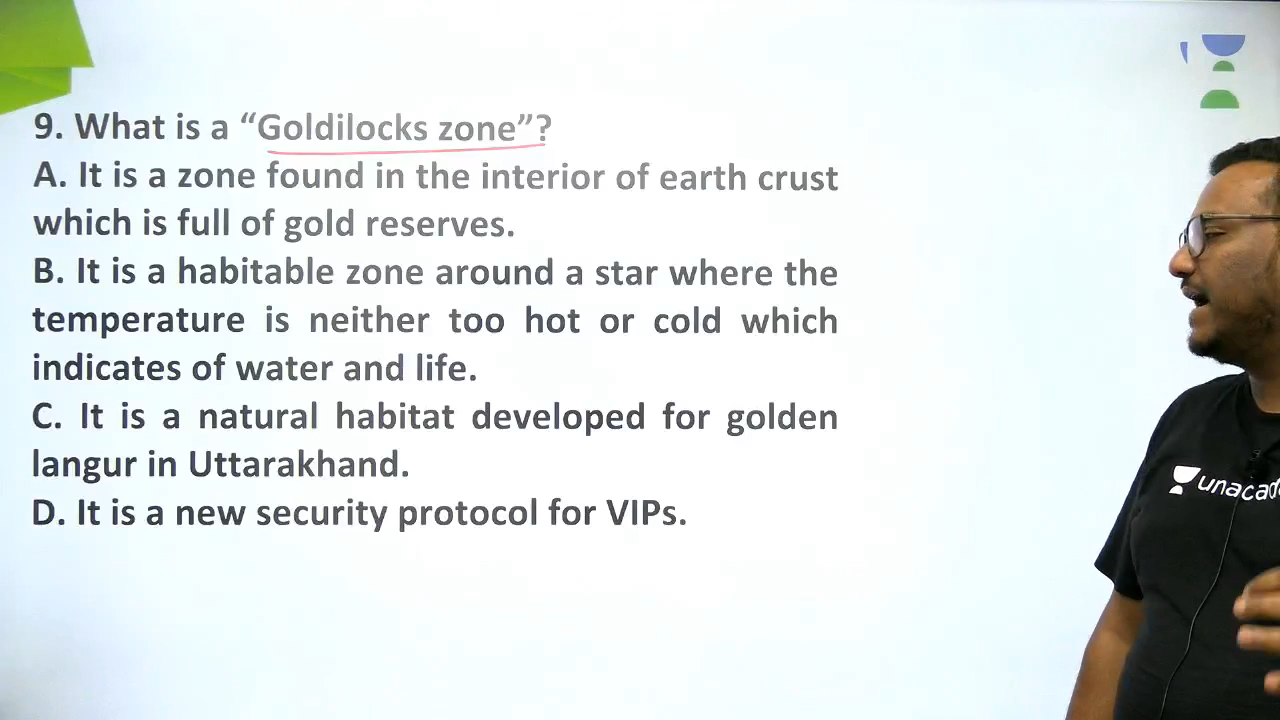 9. What is a “Goldilocks zone”?
A. It is a zone found in the interior of earth crust
which is full of gold reserves.
B. It is a habitable zone around a star where the
temperature is neither too hot or cold which
indicates of water and life.
C. It is a natural habitat developed for golden
langur in Uttarakhand.
D. It is a new security protocol for VIPs.
unacad